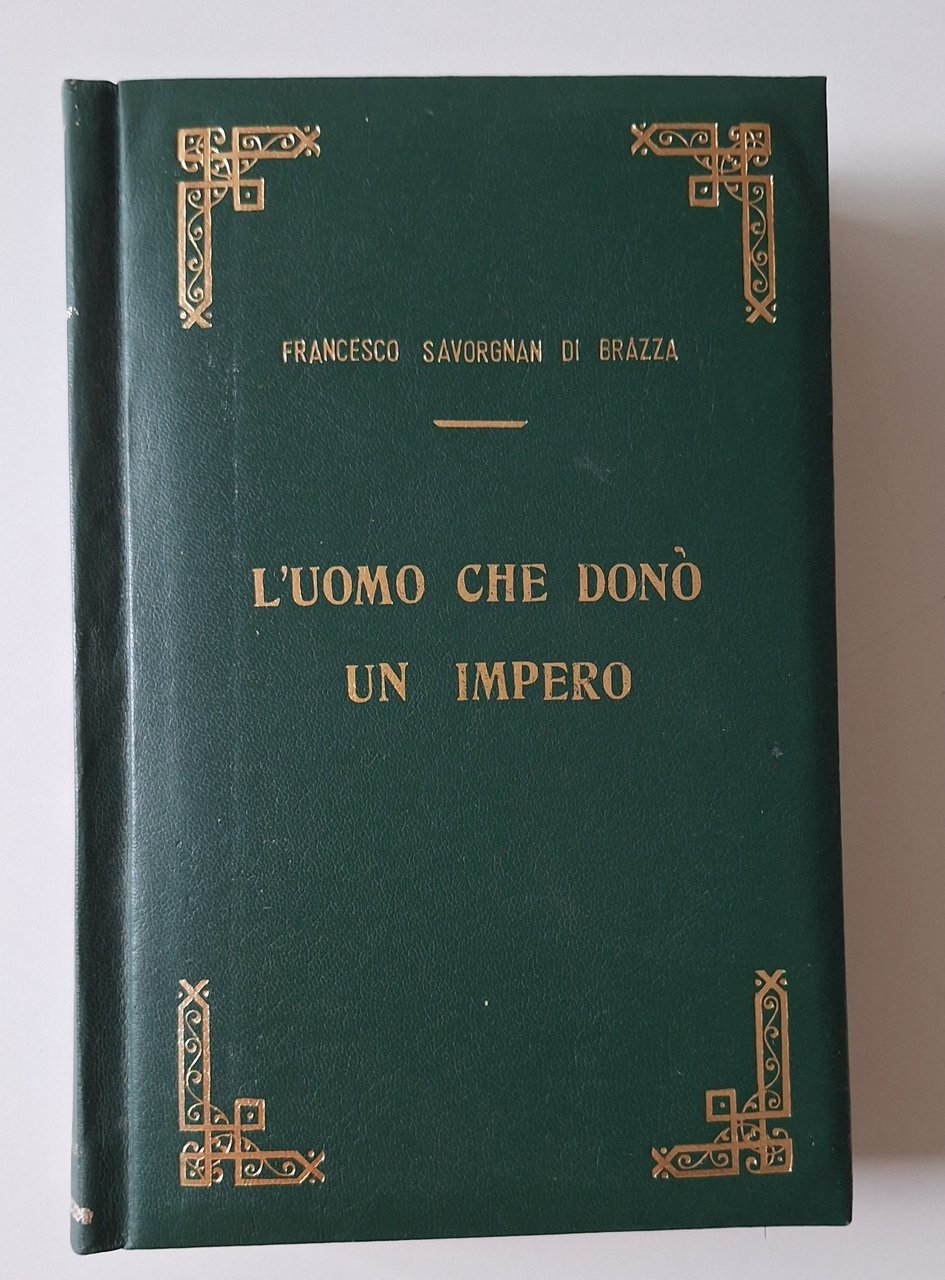 FRANCESCO SAVORGNAN DI BRAZZA
L'UOMO CHE DONÒ
UN IMPERO